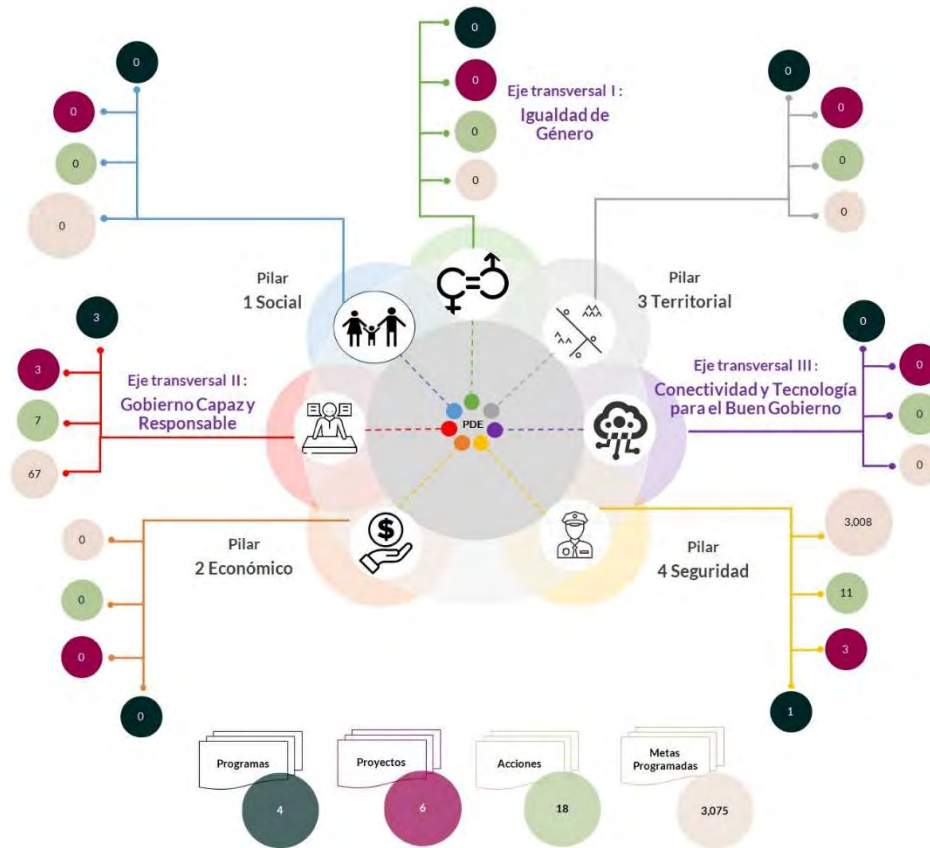 0
0
0
0
0
0
0
0
Eje transversal I :
Igualdad de
Género
0
0
0
0
Pilar
1 Social
Pilar
3 Territorial
3
3
7
67
Eje transversal II :
Gobierno Capaz y
Responsable
PDE
Eje transversal III :
Conectividad y Tecnología
para el Buen Gobierno
0
0
0
0
0
0
0
0
Pilar
2 Económico
$
Pilar
4 Seguridad
3,008
11
3
1
Programas
4
Proyectos
6
Acciones
18
Metas
Programadas
3,075